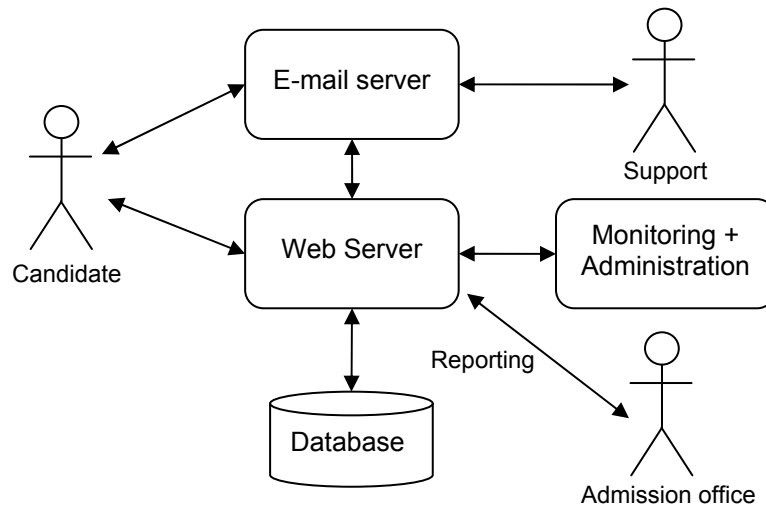 E-mail server
Support
Candidate
Web Server
Monitoring +
Administration
Reporting
Database
Admission office